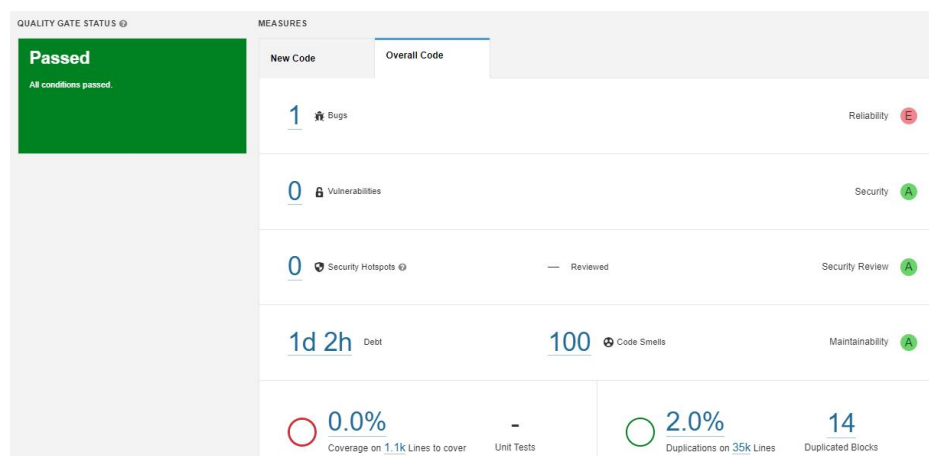 QUALITY GATE STATUS
MEASURES
Passed
All conditions passed.
New Code
Overall Code
1 Bugs
Reliability E
0 Vulnerabilities
Security A
0 Security Hotspots
— Reviewed
Security Review A
1d 2h Debt
100 Code Smells
Maintainability A
0.0%
Coverage on 1.1k Lines to cover
-
Unit Tests
2.0%
Duplications on 35k Lines
14
Duplicated Blocks